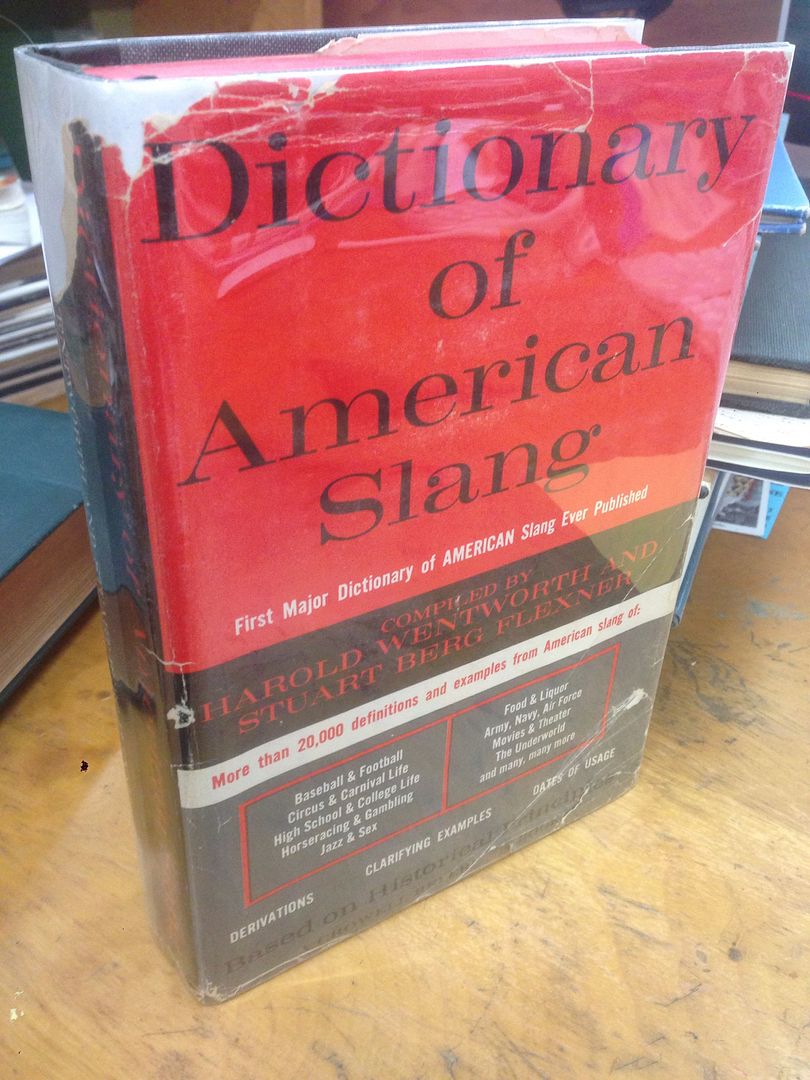 Dictionary
of
American
Slang
First Major Dictionary of AMERICAN Slang Ever Published
COMPILED BY
HAROLD WENTWORTH AND
STUART BERG FLEXNER
More than 20,000 definitions and examples from American slang of:
Baseball & Football
Circus & Carnival Life
High School & College Life
Horseracing & Gambling
Jazz & Sex
Food & Liquor
Army, Navy, Air Force
Movies & Theater
The Underworld
and many, many more
DERIVATIONS
CLARIFYING EXAMPLES
DATES OF USAGE
Based on Historical Principles